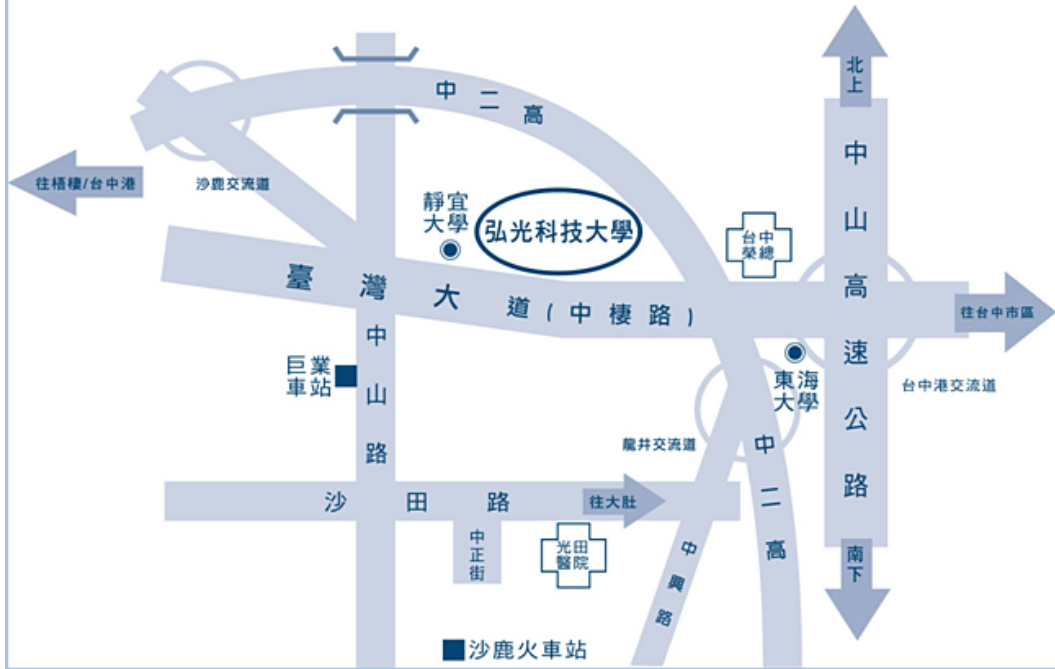 北上
中二高
中山高速公路
往梧棲/台中港
沙鹿交流道
靜宜
大學
弘光科技大學
台中
榮總
臺灣大道(中棲路)
往台中市區
中山路
巨業
車站
東海
大學
台中港交流道
龍井交流道
中二高
沙田路
往大肚
中正街
光田
醫院
中興路
南下
沙鹿火車站